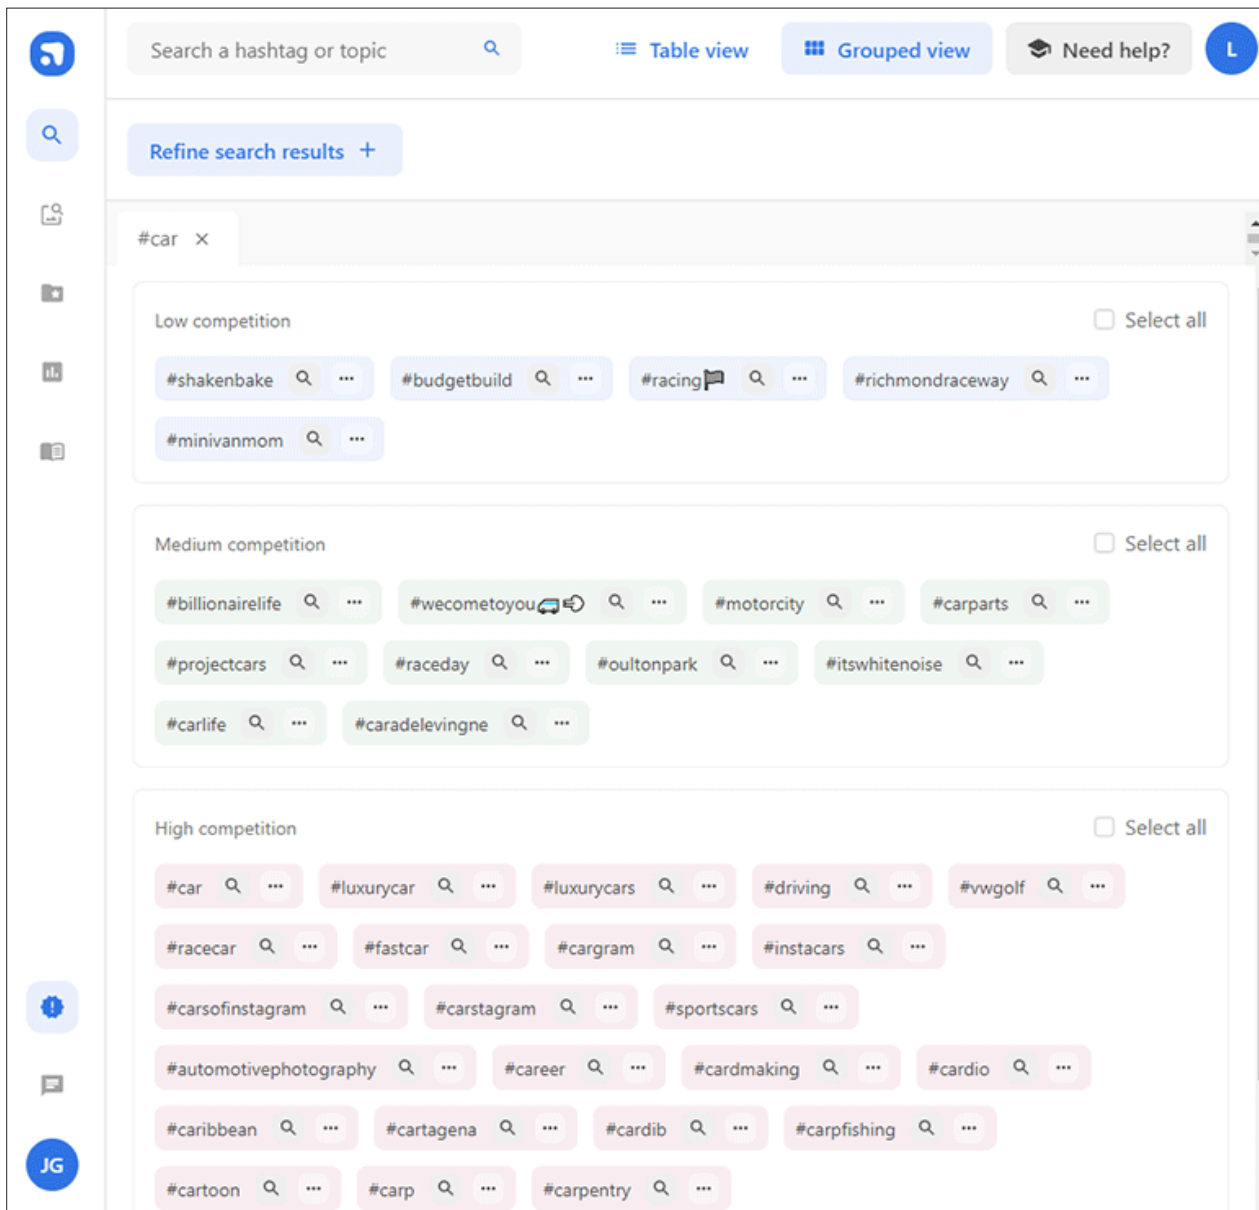 Search a hashtag or topic Table view Grouped view Need help? L
Refine search results +
#car ×
Low competition Select all
#shakenbake ... #budgetbuild ... #racing ... #richmondraceway ...
#minivanmom ...
Medium competition Select all
#billionairelife ... #wecometoyou ... #motorcity ... #carparts ...
#projectcars ... #raceday ... #oultonpark ... #itswhitenoise ...
#carlife ... #caradelevingne ...
High competition Select all
#car ... #luxurycar ... #luxurycars ... #driving ... #vwgolf ...
#racecar ... #fastcar ... #cargram ... #instacars ...
#carsofinstagram ... #carstagram ... #sportscars ...
#automotivephotography ... #career ... #cardmaking ... #cardio ...
#caribbean ... #cartagena ... #cardib ... #carpfishing ...
JG
#cartoon ... #carp ... #carpentry ...